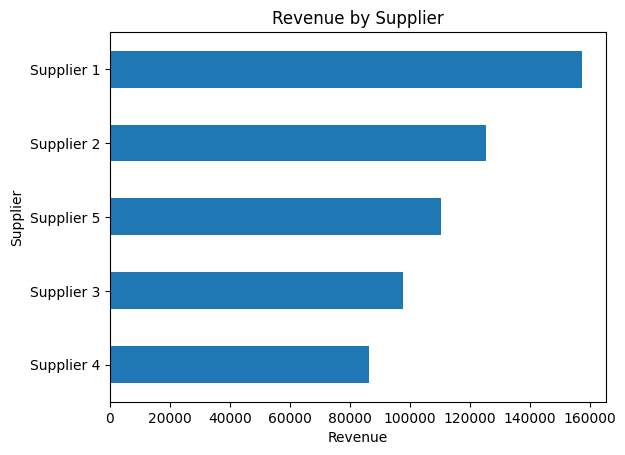 Revenue by Supplier
Supplier 1
Supplier 2
Supplier 5
Supplier 3
Supplier 4
Supplier
0 20000 40000 60000 80000 100000 120000 140000 160000
Revenue